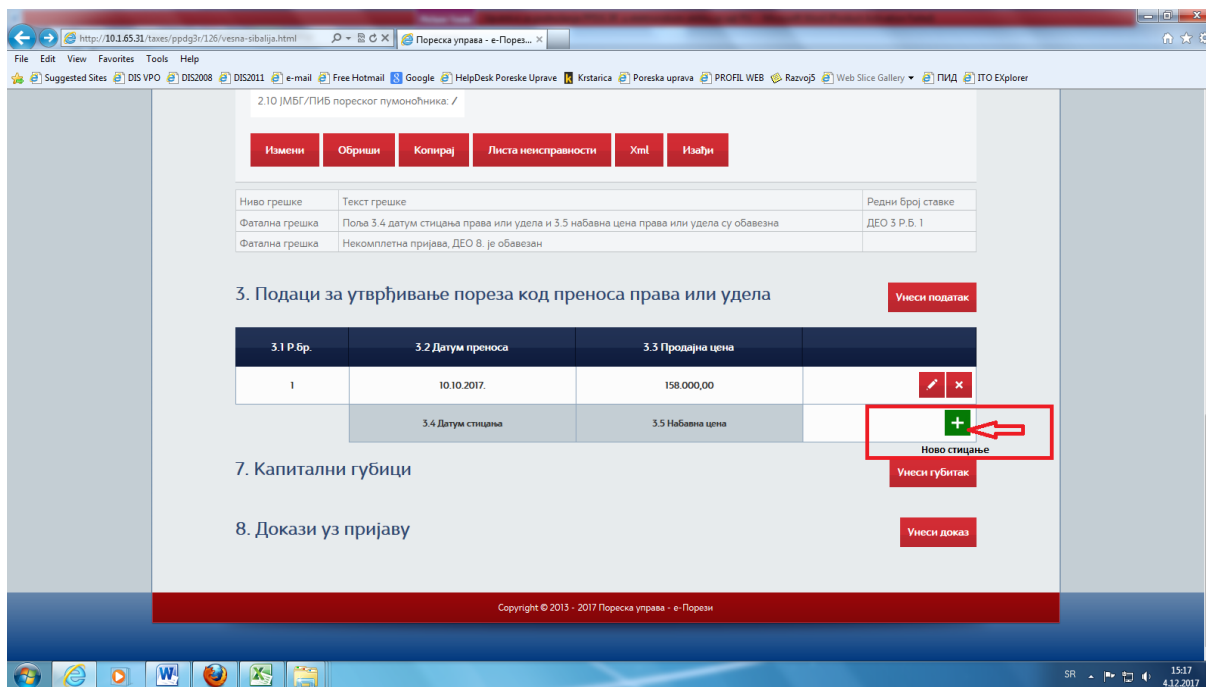 http://10.1.65.31/taxes/ppdg3r/126/vesna-sibalija.html
Пореска управа - е-Порез...
File Edit View Favorites Tools Help
Suggested Sites DIS VPO DIS2008 DIS2011 e-mail Free Hotmail Google HelpDesk Poreske Uprave Krstarica Poreska uprava PROFIL WEB Razvoj5 Web Slice Gallery ПИД ITO EXplorer
2.10 ЈМБГ/ПИБ пореског пумоноћника: /
Измени Обриши Копирај Листа неисправности Xml Изађи
Ниво грешке Текст грешке Редни број ставке
Фатална грешка Поља 3.4 датум стицања права или удела и 3.5 набавна цена права или удела су обавезна ДЕО 3 Р.Б. 1
Фатална грешка Некомплетна пријава, ДЕО 8. је обавезан
3. Подаци за утврђивање пореза код преноса права или удела
Унеси податак
3.1 Р.бр. 3.2 Датум преноса 3.3 Продајна цена
1 10.10.2017. 158.000,00
3.4 Датум стицања 3.5 Набавна цена
Ново стицање
7. Капитални губици
Унеси губитак
8. Докази уз пријаву
Унеси доказ
Copyright © 2013 - 2017 Пореска управа - е-Порези
SR 15:17
4.12.2017